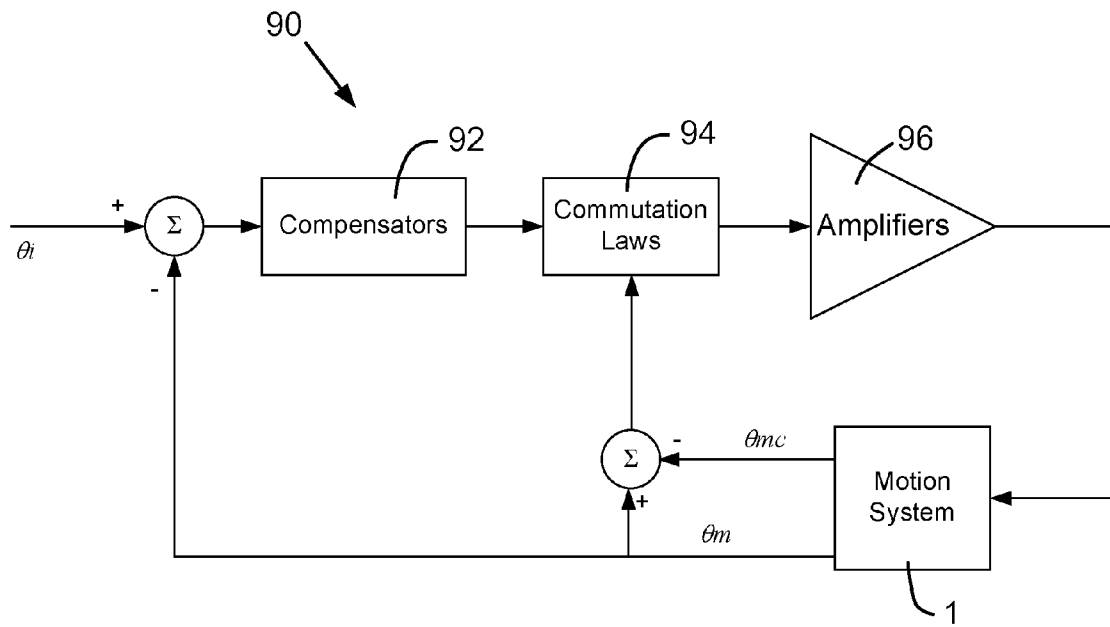 90
92
94
96
+
Σ
Compensators
Commutation
Laws
Amplifiers
θi
-
θmc
-
Σ
+
Motion
System
θm
1